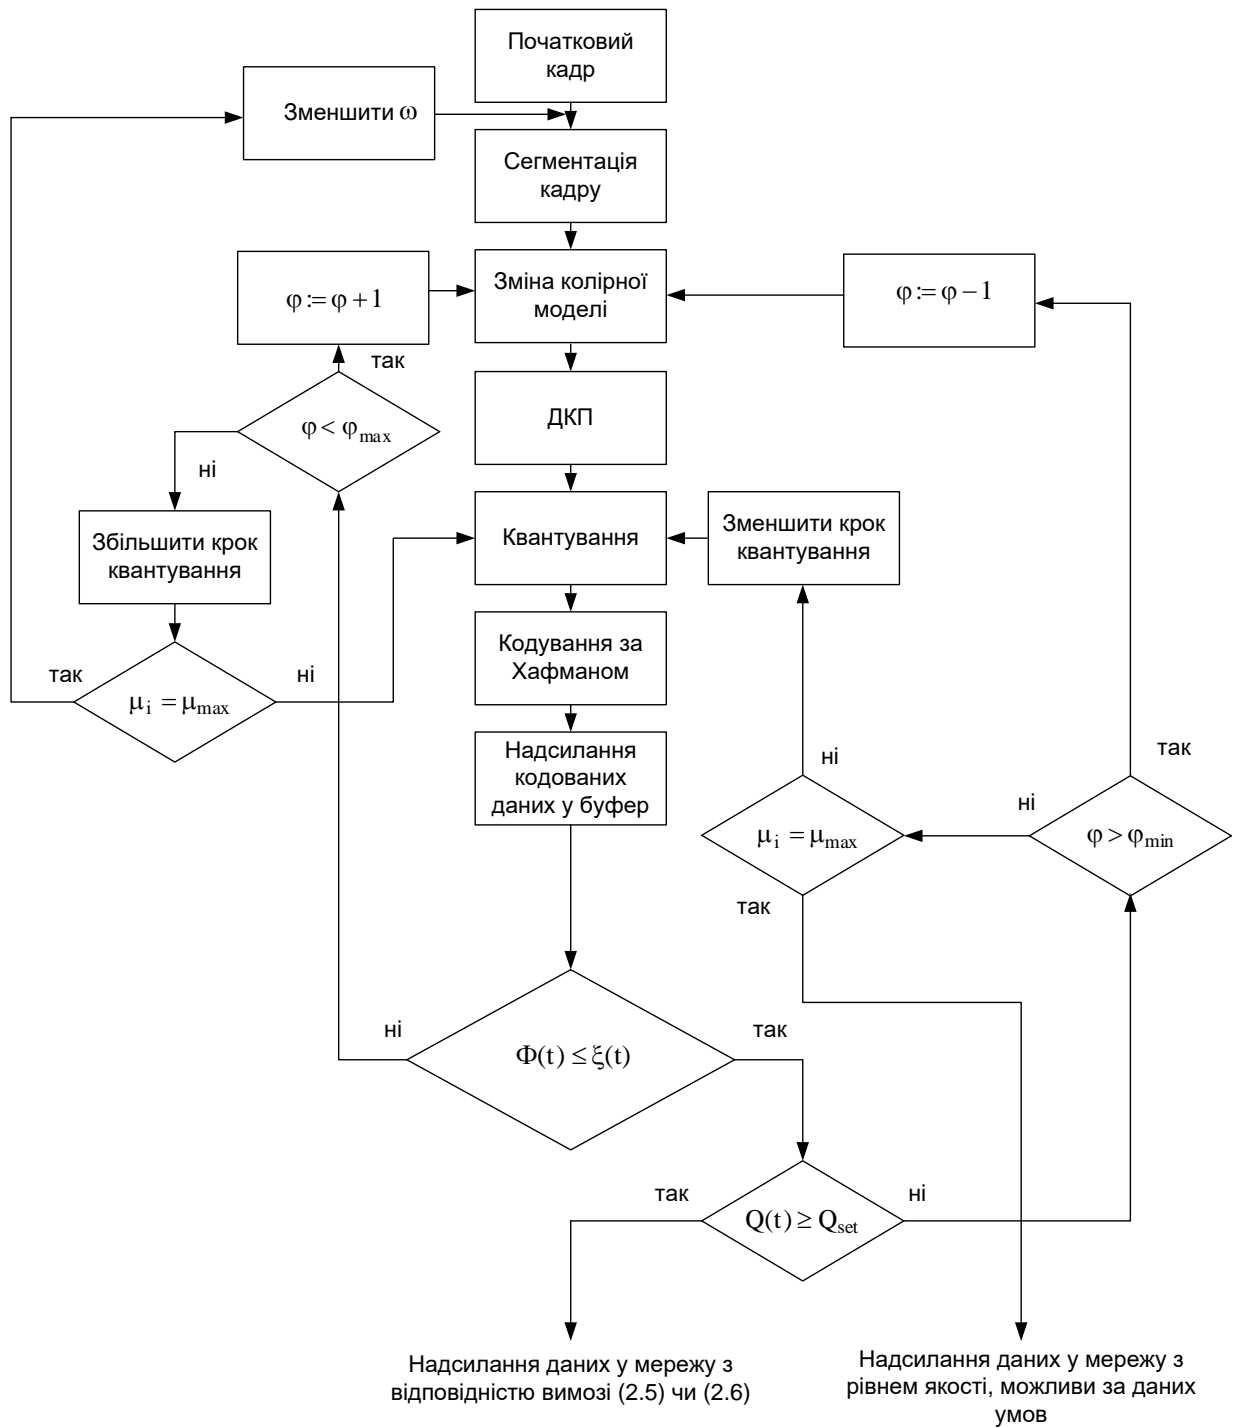 Початковий
кадр
Зменшити ω
Сегментація
кадру
Зміна колірної
моделі
φ := φ + 1
φ := φ − 1
так
ДКП
φ < φmax
ні
Збільшити крок
квантування
Квантування
Зменшити крок
квантування
Кодування за
Хафманом
так
ні
μi = μmax
Надсилання
кодованих
даних у буфер
ні
так
ні
μi = μmax
φ > φmin
так
ні
так
Φ(t) ≤ ξ(t)
так
ні
Q(t) ≥ Qset
Надсилання даних у мережу з
відповідністю вимозі (2.5) чи (2.6)
Надсилання даних у мережу з
рівнем якості, можливи за даних
умов